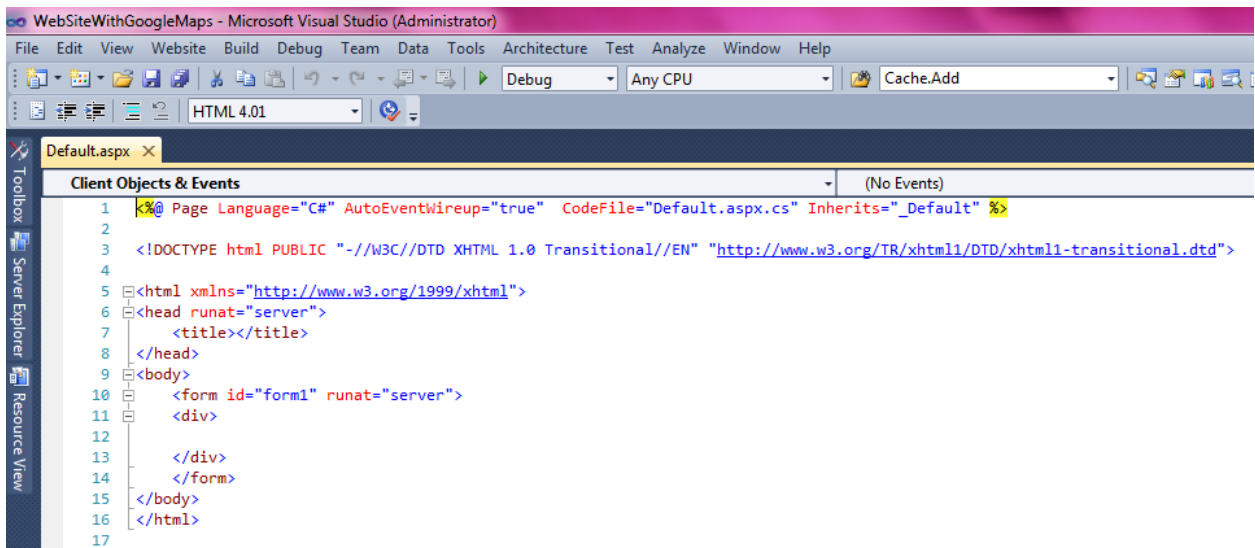 WebSiteWithGoogleMaps - Microsoft Visual Studio (Administrator)
File Edit View Website Build Debug Team Data Tools Architecture Test Analyze Window Help
Debug Any CPU Cache.Add
HTML 4.01
Default.aspx
Client Objects & Events (No Events)
Toolbox
Server Explorer
Resource View
1 <%@ Page Language="C#" AutoEventWireup="true"  CodeFile="Default.aspx.cs" Inherits="_Default" %>
2
3 <!DOCTYPE html PUBLIC "-//W3C//DTD XHTML 1.0 Transitional//EN" "http://www.w3.org/TR/xhtml1/DTD/xhtml1-transitional.dtd">
4
5 <html xmlns="http://www.w3.org/1999/xhtml">
6 <head runat="server">
7     <title></title>
8 </head>
9 <body>
10     <form id="form1" runat="server">
11     <div>
12
13     </div>
14     </form>
15 </body>
16 </html>
17